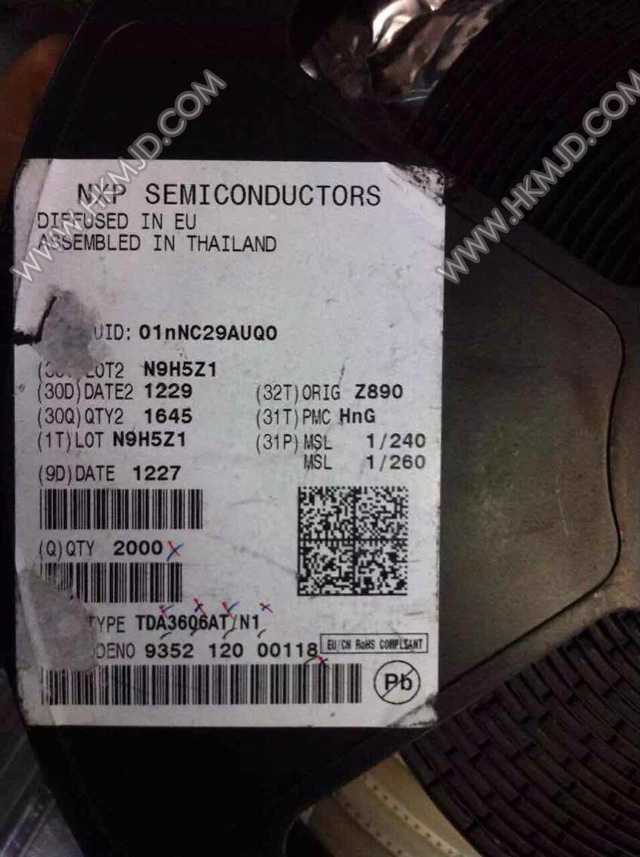 WWW.HKMJD.COM
WWW.HKMJD.COM
NXP SEMICONDUCTORS
DIFFUSED IN EU
ASSEMBLED IN THAILAND
UID: 01nNC29AUQ0
LOT2 N9H5Z1
(30D)DATE2 1229 (32T)ORIG Z890
(30Q)QTY2 1645 (31T)PMC HnG
(1T)LOT N9H5Z1 (31P)MSL 1/240
MSL 1/260
(9D)DATE 1227
(Q)QTY 2000
TYPE TDA3606AT/N1
DENO 9352 120 00118 EU/CN RoHS COMPLIANT
Pb